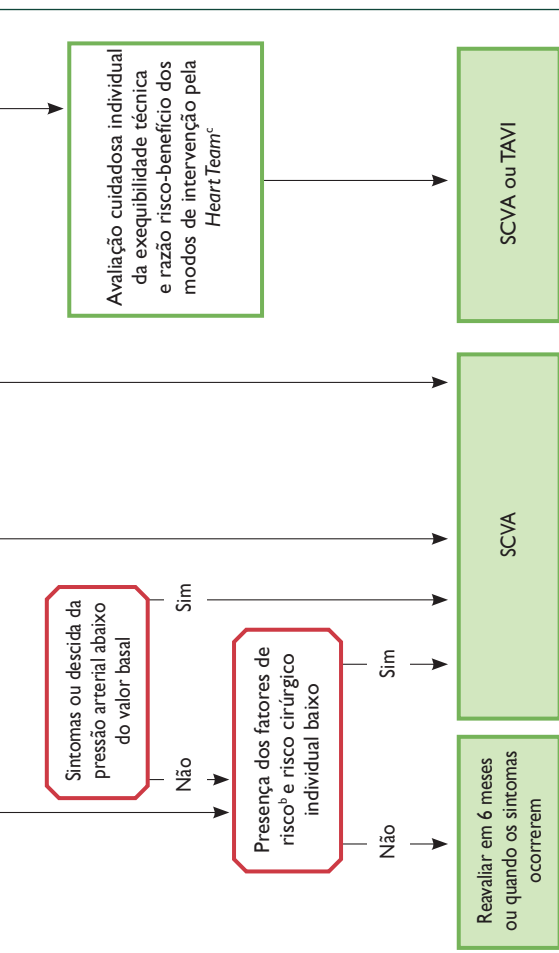 Sintomas ou descida da
pressão arterial abaixo
do valor basal
Não
Sim
Presença dos fatores de
riscoᵇ e risco cirúrgico
individual baixo
Não
Sim
Avaliação cuidadosa individual
da exequibilidade técnica
e razão risco-benefício dos
modos de intervenção pela
Heart Teamᶜ
Reavaliar em 6 meses
ou quando os sintomas
ocorrerem
SCVA
SCVA ou TAVI